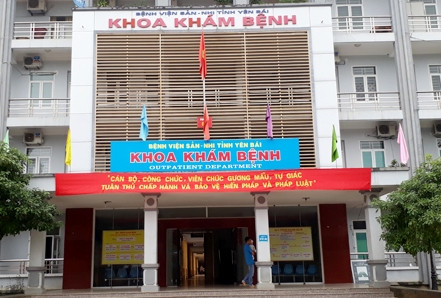 BỆNH VIỆN SẢN-NHI TỈNH YÊN BÁI
KHOA KHÁM BỆNH
BỆNH VIỆN SẢN-NHI TỈNH YÊN BÁI
KHOA KHÁM BỆNH
OUTPATIENT DEPARTMENT
"CÁN BỘ, CÔNG CHỨC, VIÊN CHỨC GƯƠNG MẪU, TỰ GIÁC
TUÂN THỦ CHẤP HÀNH VÀ BẢO VỆ HIẾN PHÁP VÀ PHÁP LUẬT"